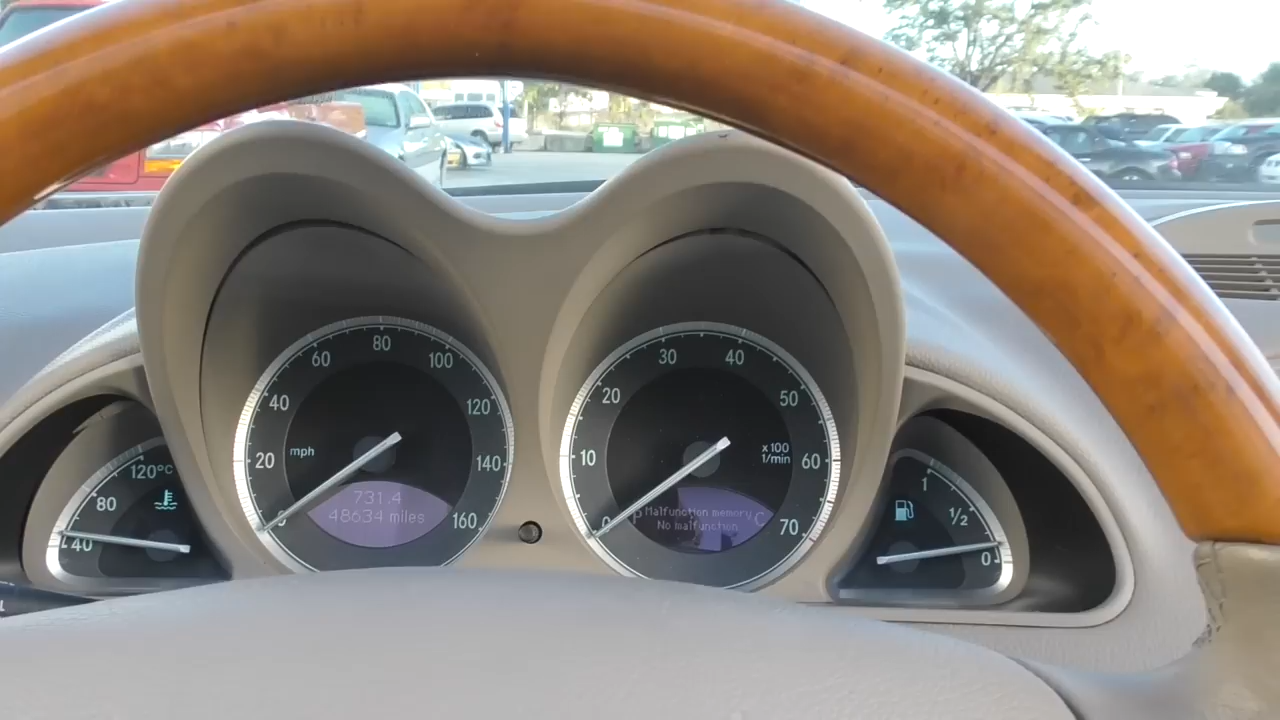 120°C
80
40
20
40
60
80
100
120
140
160
mph
731.4
48634 miles
0
10
20
30
40
50
60
70
x100
1/min
P
Malfunction memory
No malfunction
C
1
½
0